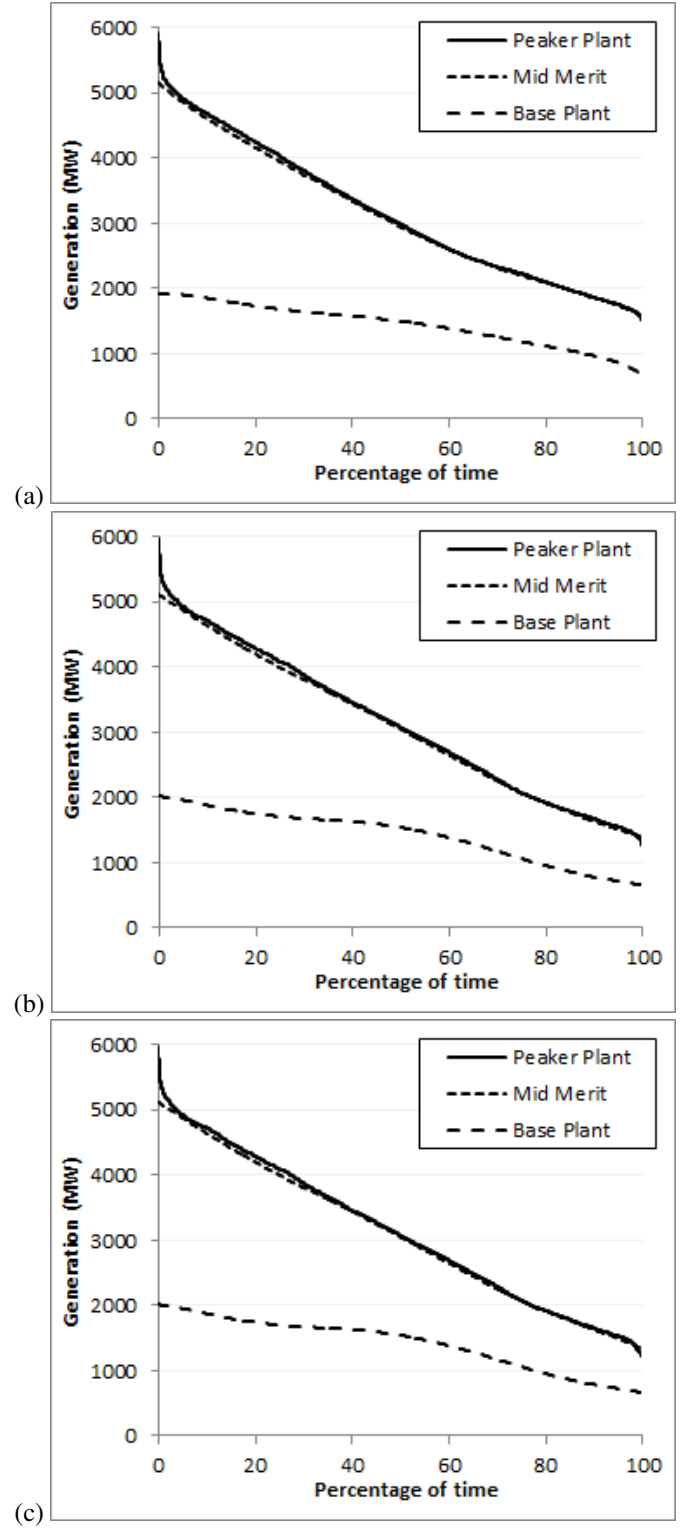 6000
5000
4000
3000
2000
1000
0
Generation (MW)
Peaker Plant
Mid Merit
Base Plant
0 20 40 60 80 100
Percentage of time
(a)
6000
5000
4000
3000
2000
1000
0
Generation (MW)
Peaker Plant
Mid Merit
Base Plant
0 20 40 60 80 100
Percentage of time
(b)
6000
5000
4000
3000
2000
1000
0
Generation (MW)
Peaker Plant
Mid Merit
Base Plant
0 20 40 60 80 100
Percentage of time
(c)